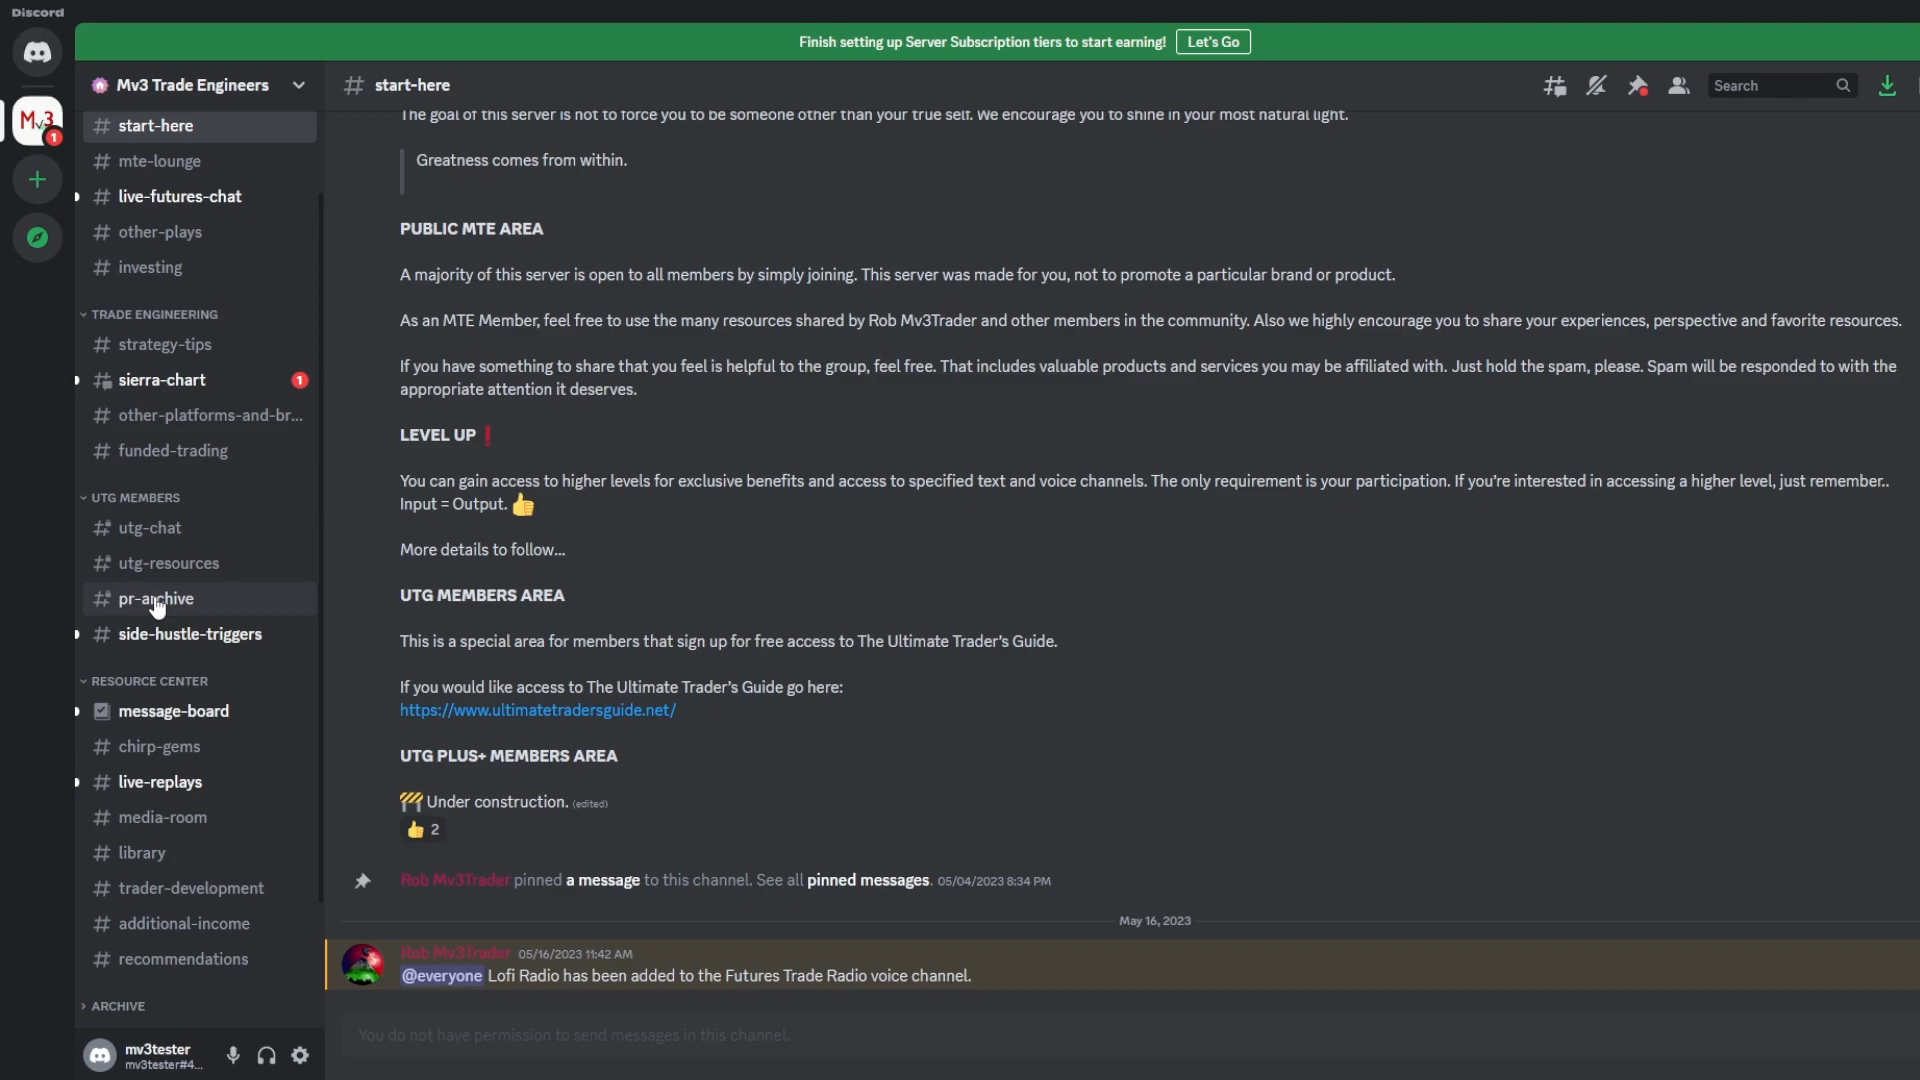 Discord
Finish setting up Server Subscription tiers to start earning! Let's Go
Mv3 Trade Engineers
start-here
Search
M√3
1
start-here
mte-lounge
live-futures-chat
other-plays
investing
TRADE ENGINEERING
strategy-tips
sierra-chart 1
other-platforms-and-br...
funded-trading
UTG MEMBERS
utg-chat
utg-resources
pr-archive
side-hustle-triggers
RESOURCE CENTER
message-board
chirp-gems
live-replays
media-room
library
trader-development
additional-income
recommendations
ARCHIVE
mv3tester
mv3tester#4...
The goal of this server is not to force you to be someone other than your true self. We encourage you to shine in your most natural light.
Greatness comes from within.
PUBLIC MTE AREA
A majority of this server is open to all members by simply joining. This server was made for you, not to promote a particular brand or product.
As an MTE Member, feel free to use the many resources shared by Rob Mv3Trader and other members in the community. Also we highly encourage you to share your experiences, perspective and favorite resources.
If you have something to share that you feel is helpful to the group, feel free. That includes valuable products and services you may be affiliated with. Just hold the spam, please. Spam will be responded to with the
appropriate attention it deserves.
LEVEL UP❗
You can gain access to higher levels for exclusive benefits and access to specified text and voice channels. The only requirement is your participation. If you're interested in accessing a higher level, just remember..
Input = Output. 👍
More details to follow...
UTG MEMBERS AREA
This is a special area for members that sign up for free access to The Ultimate Trader's Guide.
If you would like access to The Ultimate Trader's Guide go here:
https://www.ultimatetradersguide.net/
UTG PLUS+ MEMBERS AREA
🚧 Under construction. (edited)
👍 2
Rob Mv3Trader pinned a message to this channel. See all pinned messages. 05/04/2023 8:34 PM
May 16, 2023
Rob Mv3Trader 05/16/2023 11:42 AM
@everyone Lofi Radio has been added to the Futures Trade Radio voice channel.
You do not have permission to send messages in this channel.